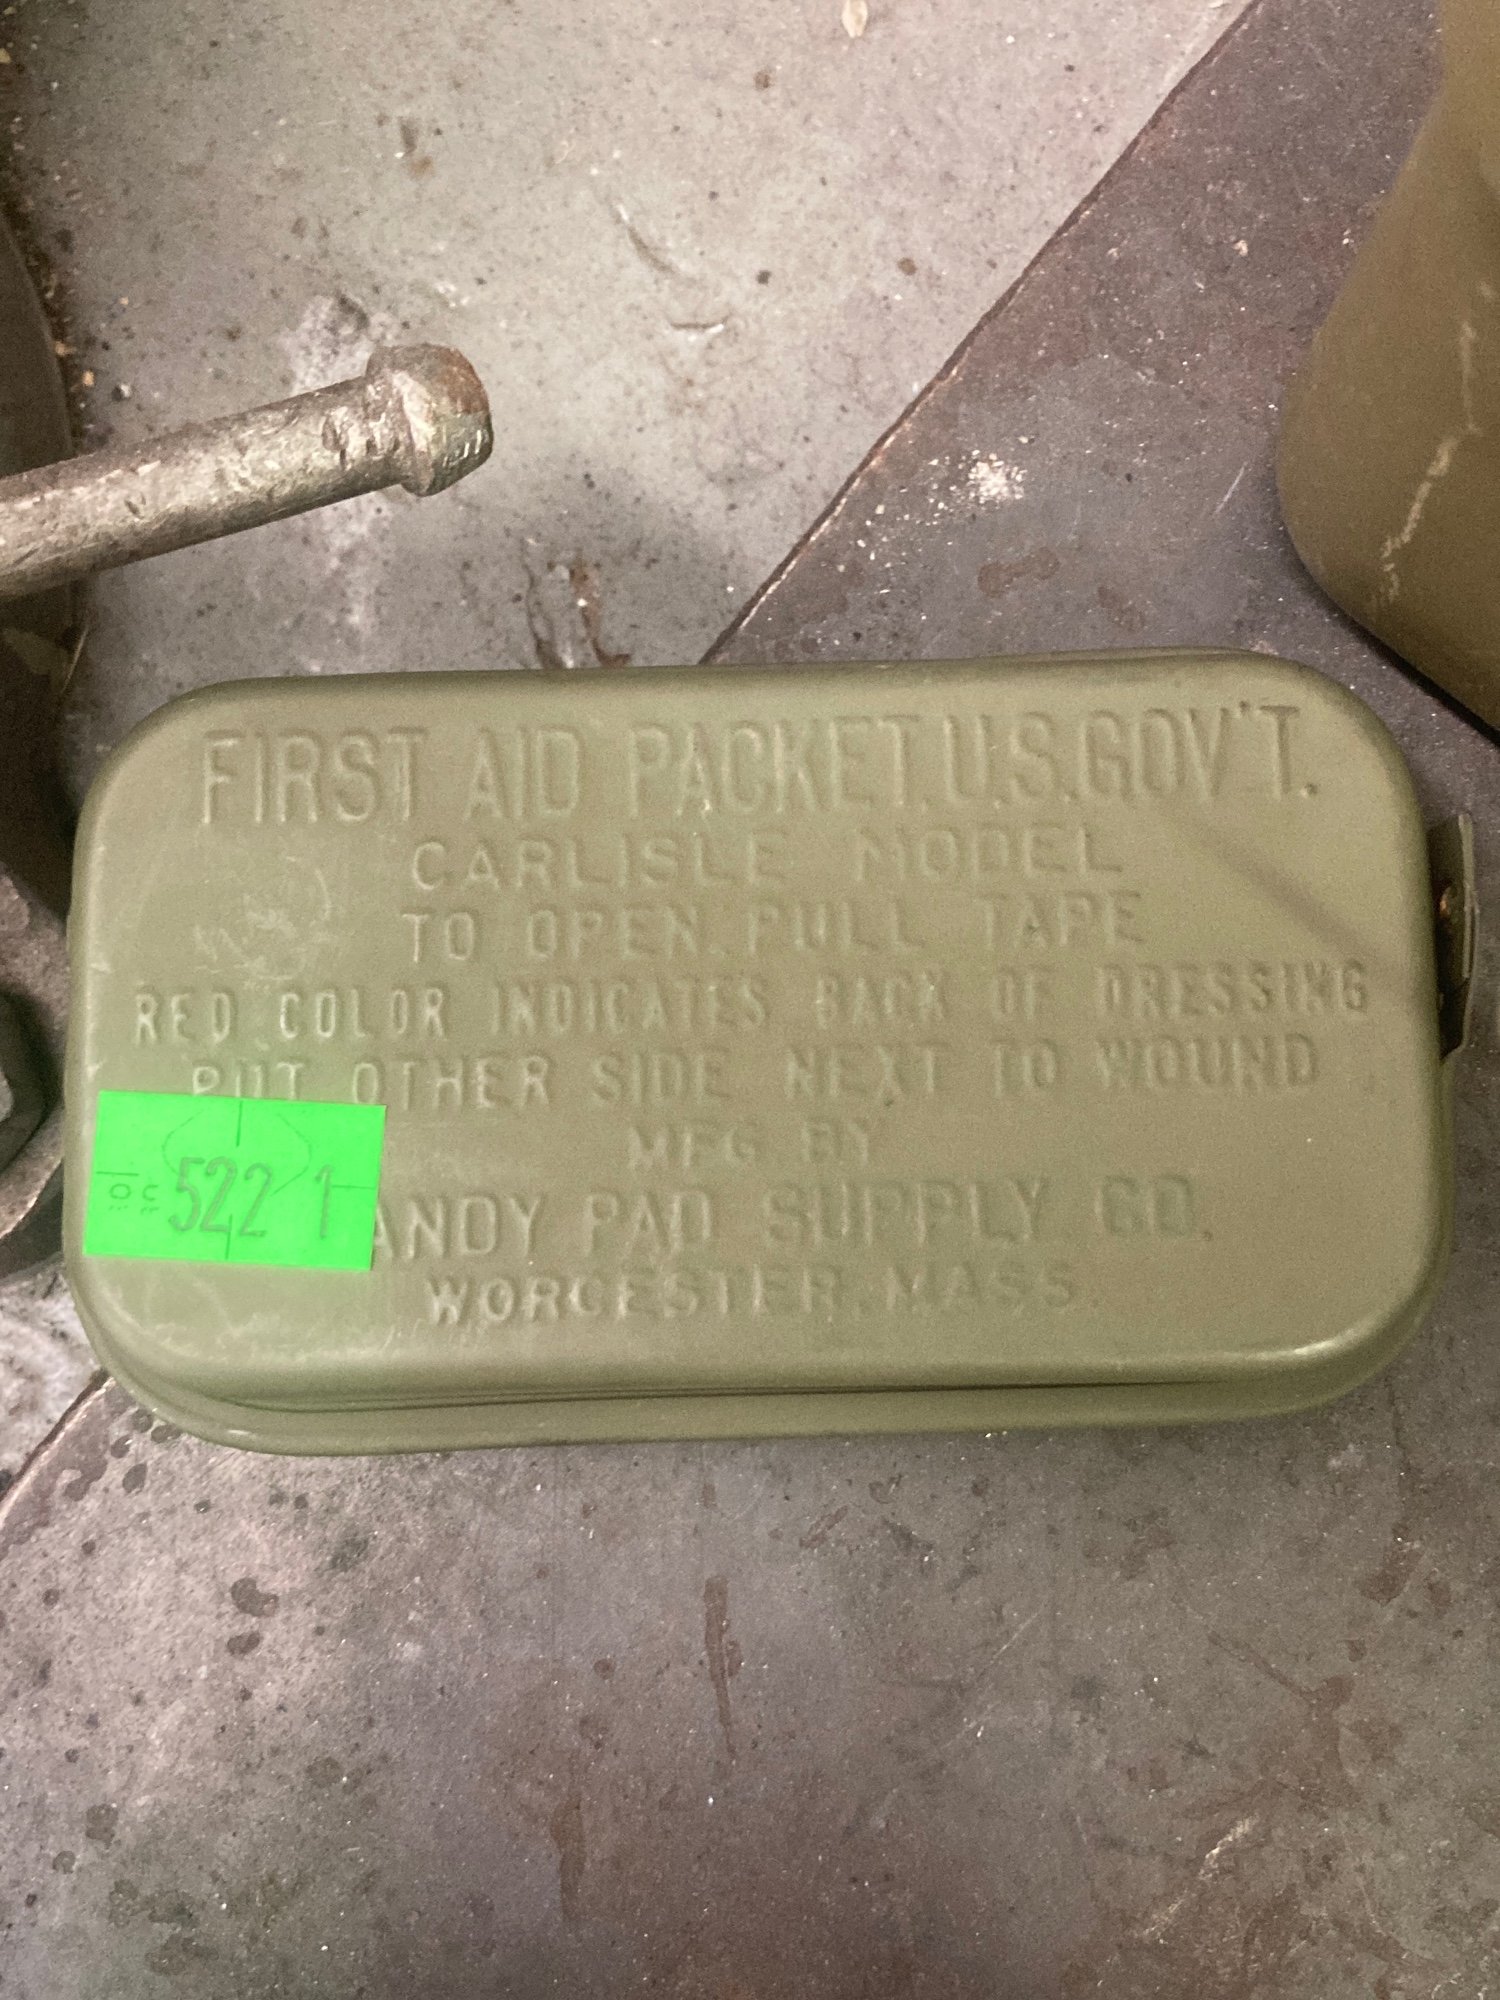 FIRST AID PACKET, U.S. GOV'T.
CARLISLE MODEL
TO OPEN, PULL TAPE
RED COLOR INDICATES BACK OF DRESSING
PUT OTHER SIDE NEXT TO WOUND
MFG BY
ANDY PAD SUPPLY CO.
WORCESTER, MASS.
522 1